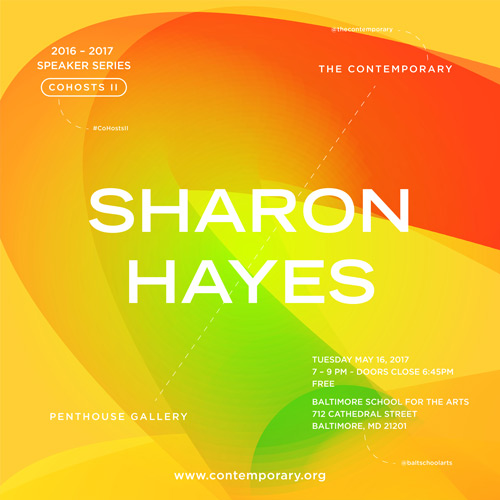 @thecontemporary
2016 – 2017
SPEAKER SERIES
COHOSTS II
THE CONTEMPORARY
#CoHostsII
SHARON
HAYES
TUESDAY MAY 16, 2017
7 – 9 PM – DOORS CLOSE 6:45PM
FREE
BALTIMORE SCHOOL FOR THE ARTS
712 CATHEDRAL STREET
BALTIMORE, MD 21201
PENTHOUSE GALLERY
@baltschoolarts
www.contemporary.org